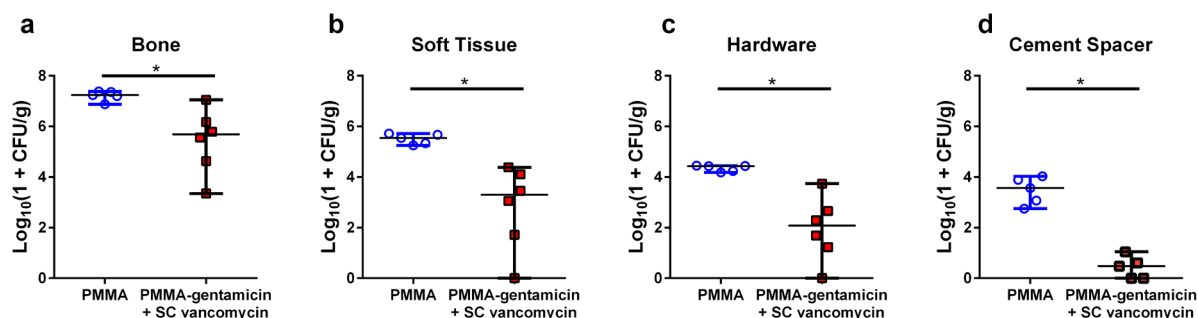 a
Bone
*
Log10(1 + CFU/g)
8
6
4
2
0
PMMA
PMMA-gentamicin
+ SC vancomycin
b
Soft Tissue
*
Log10(1 + CFU/g)
8
6
4
2
0
PMMA
PMMA-gentamicin
+ SC vancomycin
c
Hardware
*
Log10(1 + CFU/g)
8
6
4
2
0
PMMA
PMMA-gentamicin
+ SC vancomycin
d
Cement Spacer
*
Log10(1 + CFU/g)
8
6
4
2
0
PMMA
PMMA-gentamicin
+ SC vancomycin